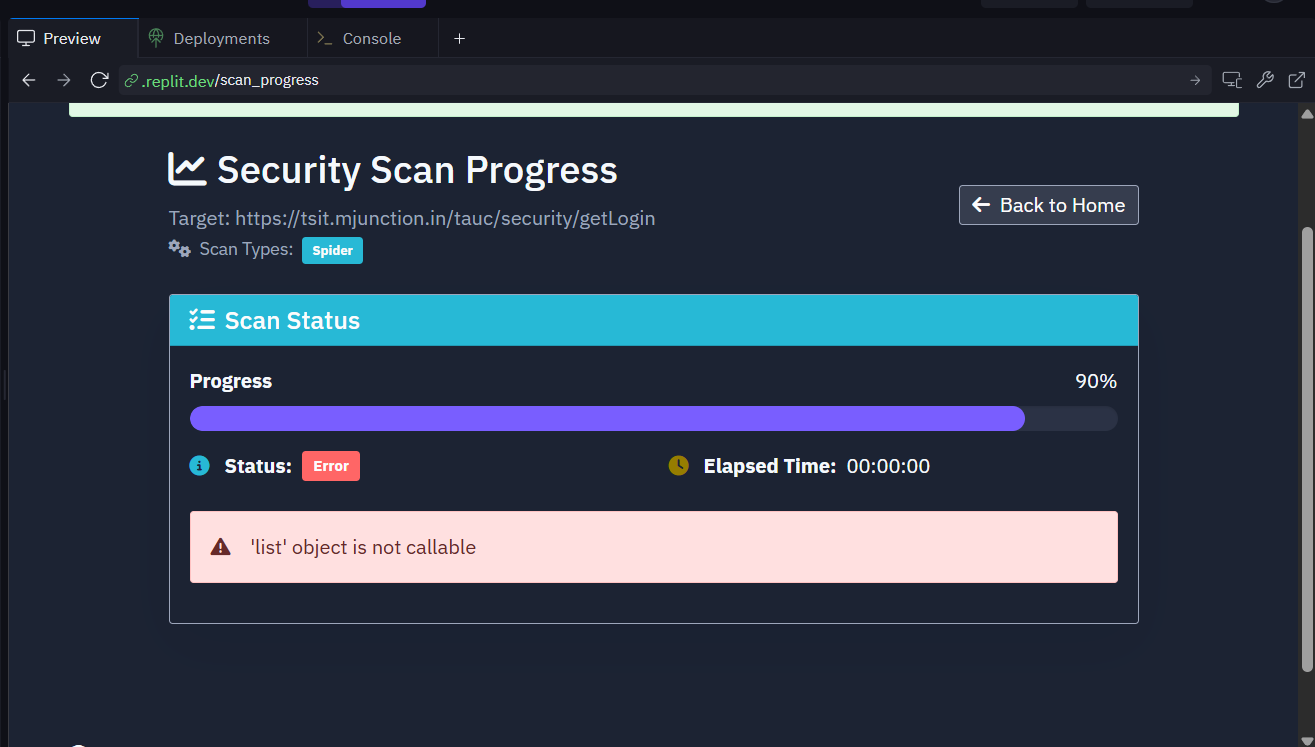 Preview
Deployments
Console
.replit.dev/scan_progress
Security Scan Progress
Target: https://tsit.mjunction.in/tauc/security/getLogin
Back to Home
Scan Types: Spider
Scan Status
Progress 90%
Status: Error
Elapsed Time: 00:00:00
'list' object is not callable